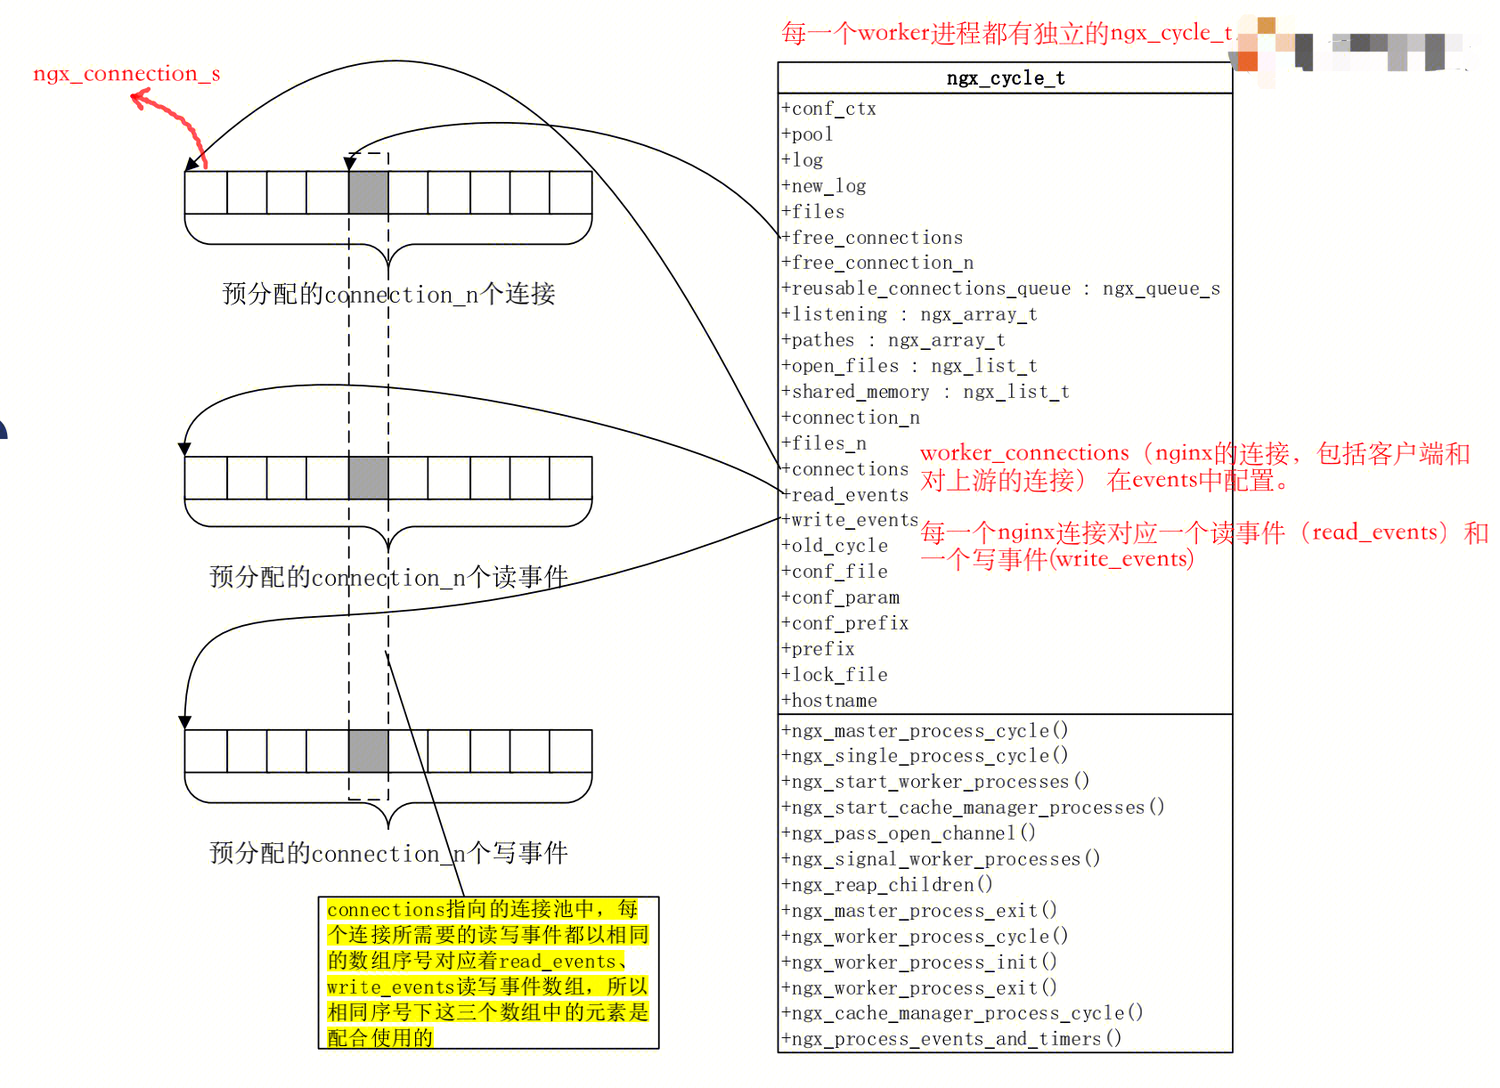 每一个worker进程都有独立的ngx_cycle_t
ngx_connection_s
预分配的connection_n个连接
预分配的connection_n个读事件
预分配的connection_n个写事件
connections指向的连接池中，每
个连接所需要的读写事件都以相同
的数组序号对应着read_events、
write_events读写事件数组，所以
相同序号下这三个数组中的元素是
配合使用的
ngx_cycle_t
+conf_ctx
+pool
+log
+new_log
+files
+free_connections
+free_connection_n
+reusable_connections_queue : ngx_queue_s
+listening : ngx_array_t
+pathes : ngx_array_t
+open_files : ngx_list_t
+shared_memory : ngx_list_t
+connection_n
+files_n
+connections
+read_events
+write_events
+old_cycle
+conf_file
+conf_param
+conf_prefix
+prefix
+lock_file
+hostname
worker_connections（nginx的连接，包括客户端和
对上游的连接） 在events中配置。
每一个nginx连接对应一个读事件（read_events）和
一个写事件(write_events)
+ngx_master_process_cycle()
+ngx_single_process_cycle()
+ngx_start_worker_processes()
+ngx_start_cache_manager_processes()
+ngx_pass_open_channel()
+ngx_signal_worker_processes()
+ngx_reap_children()
+ngx_master_process_exit()
+ngx_worker_process_cycle()
+ngx_worker_process_init()
+ngx_worker_process_exit()
+ngx_cache_manager_process_cycle()
+ngx_process_events_and_timers()